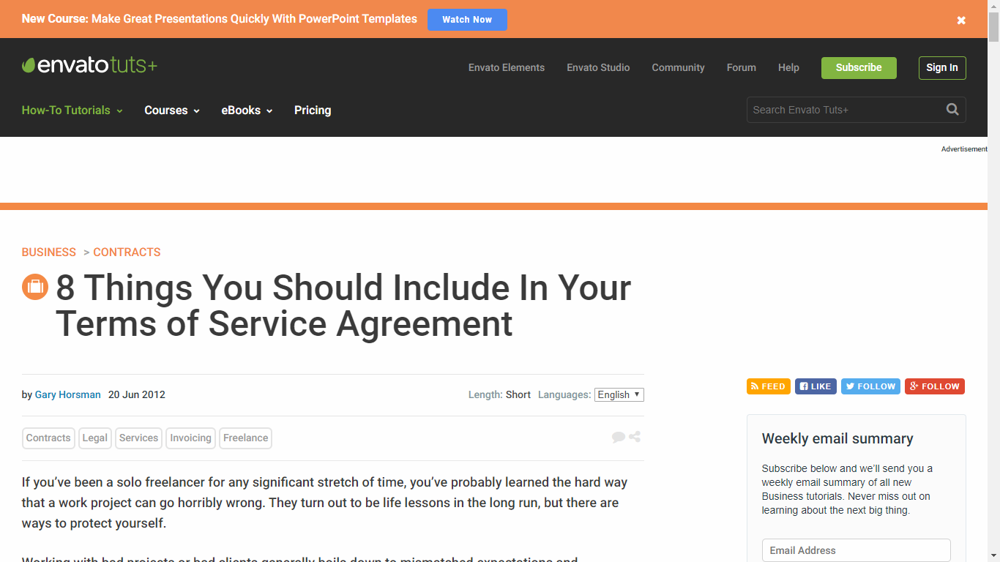 New Course: Make Great Presentations Quickly With PowerPoint Templates
Watch Now
envatotuts+
Envato Elements
Envato Studio
Community
Forum
Help
Subscribe
Sign In
How-To Tutorials
Courses
eBooks
Pricing
Search Envato Tuts+
Advertisement
BUSINESS > CONTRACTS
8 Things You Should Include In Your
Terms of Service Agreement
by Gary Horsman 20 Jun 2012
Length: Short Languages: English
Contracts
Legal
Services
Invoicing
Freelance
If you’ve been a solo freelancer for any significant stretch of time, you’ve probably learned the hard way
that a work project can go horribly wrong. They turn out to be life lessons in the long run, but there are
ways to protect yourself.
Working with bad projects or bad clients generally boils down to mismatched expectations and
FEED
LIKE
FOLLOW
FOLLOW
Weekly email summary
Subscribe below and we’ll send you a
weekly email summary of all new
Business tutorials. Never miss out on
learning about the next big thing.
Email Address